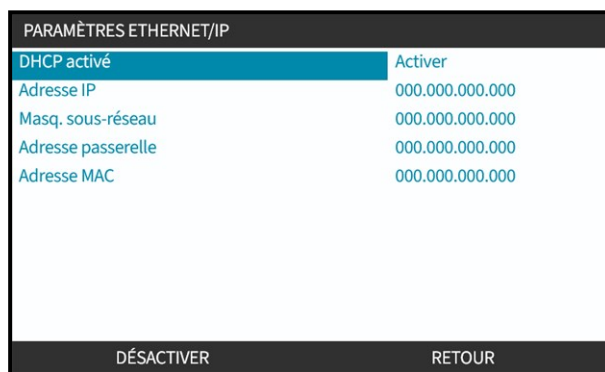 PARAMÈTRES ETHERNET/IP
DHCP activé Activer
Adresse IP 000.000.000.000
Masq. sous-réseau 000.000.000.000
Adresse passerelle 000.000.000.000
Adresse MAC 000.000.000.000
DÉSACTIVER RETOUR